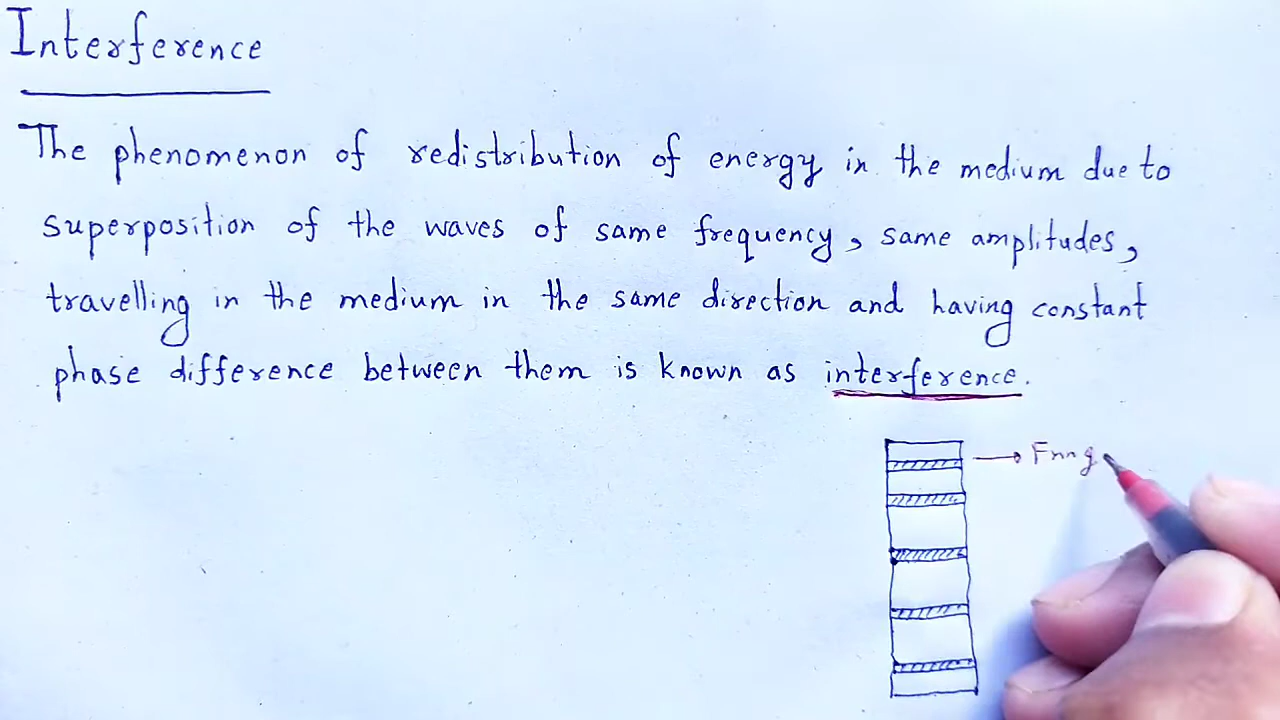 Interference
The phenomenon of redistribution of energy in the medium due to
superposition of the waves of same frequency, same amplitudes,
travelling in the medium in the same direction and having constant
phase difference between them is known as interference.
Fring